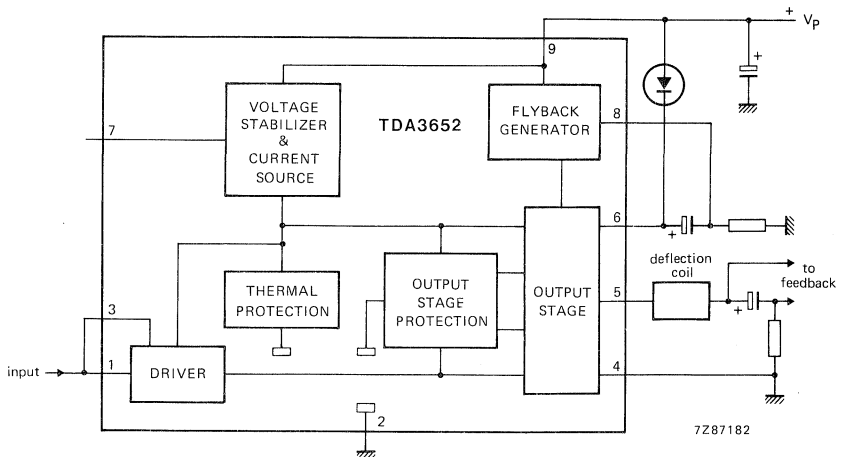 +
Vp
9
+
VOLTAGE
STABILIZER
&
CURRENT
SOURCE
TDA3652
FLYBACK
GENERATOR
8
7
6
+
deflection
coil
to
feedback
THERMAL
PROTECTION
OUTPUT
STAGE
PROTECTION
OUTPUT
STAGE
5
+
3
input
1
DRIVER
4
2
7Z87182